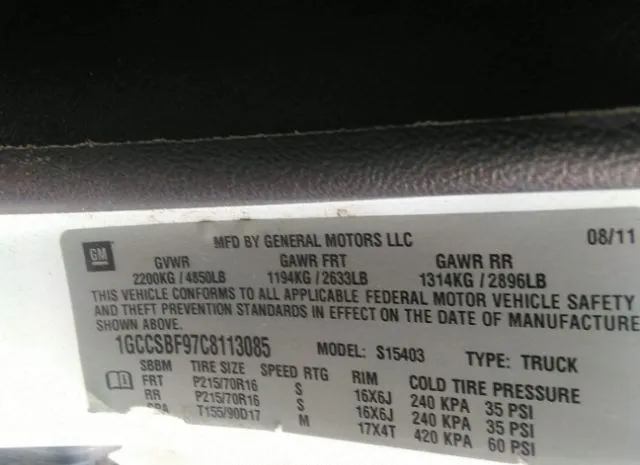 MFD BY GENERAL MOTORS LLC 08/11
GM GVWR GAWR FRT GAWR RR
2200KG / 4850LB 1194KG / 2633LB 1314KG / 2896LB
THIS VEHICLE CONFORMS TO ALL APPLICABLE FEDERAL MOTOR VEHICLE SAFETY
AND THEFT PREVENTION STANDARDS IN EFFECT ON THE DATE OF MANUFACTURE
SHOWN ABOVE.
1GCCSBF97C8113085 MODEL: S15403 TYPE: TRUCK
SBBM TIRE SIZE SPEED RTG RIM COLD TIRE PRESSURE
FRT P215/70R16 S 16X6J 240 KPA 35 PSI
RR P215/70R16 S 16X6J 240 KPA 35 PSI
SPA T155/90D17 M 17X4T 420 KPA 60 PSI